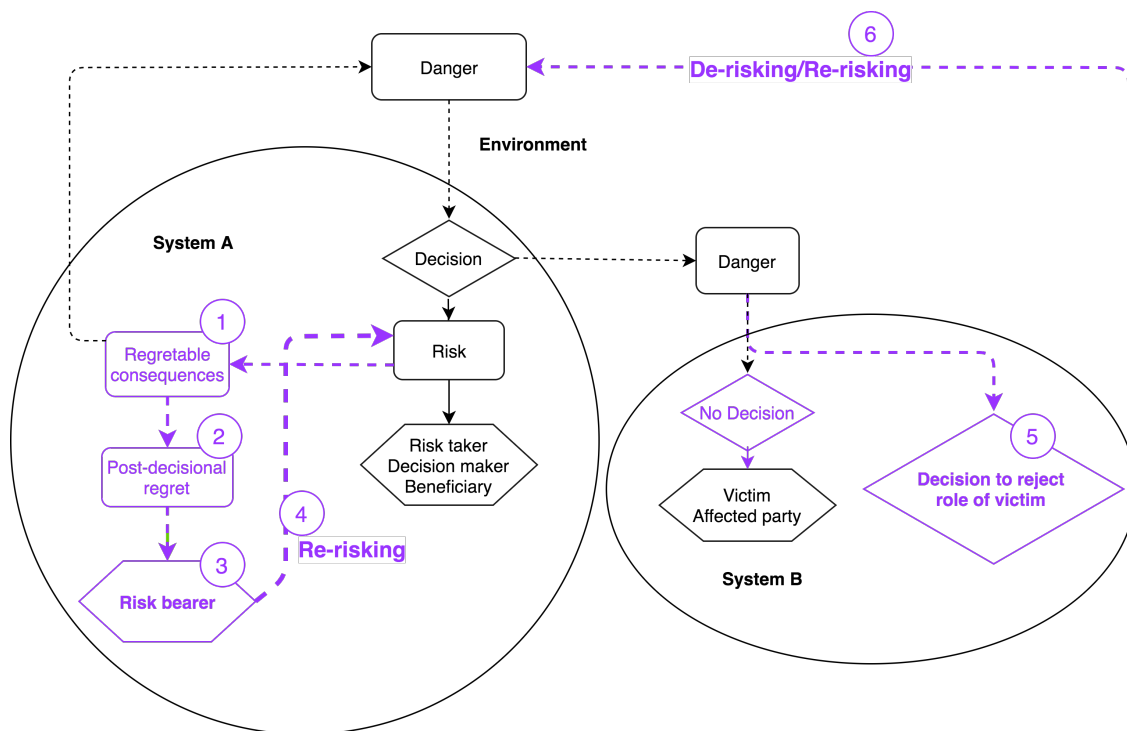 6
Danger
De-risking/Re-risking
Environment
System A
Decision
Danger
1
Regretable
consequences
Risk
No Decision
2
Post-decisional
regret
Risk taker
Decision maker
Beneficiary
5
Decision to reject
role of victim
Victim
Affected party
4
Re-risking
3
Risk bearer
System B